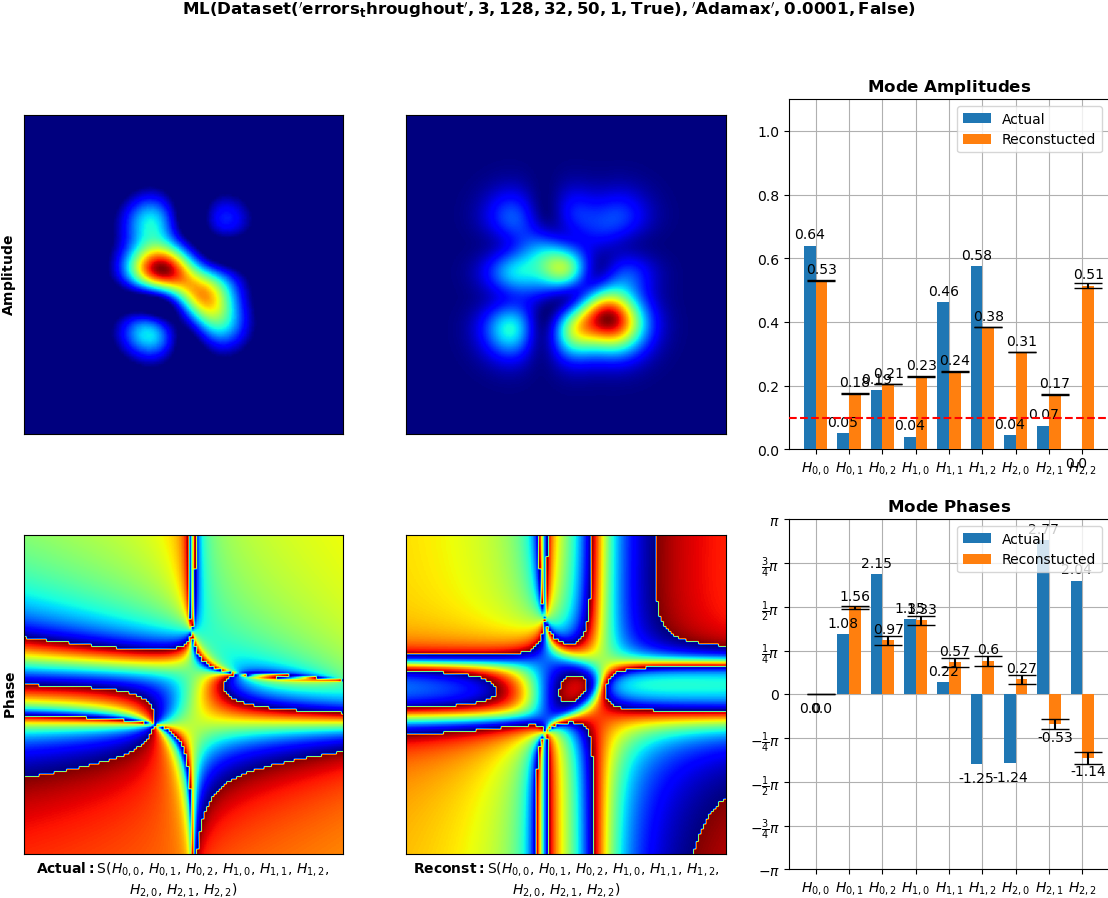 ML(Dataset('errors_throughout', 3, 128, 32, 50, 1, True), 'Adamax', 0.0001, False)
Amplitude
Mode Amplitudes
Actual
Reconstucted
1.0
0.8
0.6
0.4
0.2
0.0
0.64
0.53
0.05
0.18
0.19
0.21
0.04
0.23
0.46
0.24
0.58
0.38
0.04
0.31
0.07
0.17
0.0
0.51
H0,0 H0,1 H0,2 H1,0 H1,1 H1,2 H2,0 H2,1 H2,2
Phase
Mode Phases
Actual
Reconstucted
π
3/4π
1/2π
1/4π
0
−1/4π
−1/2π
−3/4π
−π
0.0
0.0
1.08
1.56
2.15
0.97
1.35
1.33
0.22
0.57
-1.25
0.6
-1.24
0.27
2.77
-0.53
2.04
-1.14
H0,0 H0,1 H0,2 H1,0 H1,1 H1,2 H2,0 H2,1 H2,2
Actual: S(H0,0, H0,1, H0,2, H1,0, H1,1, H1,2,
H2,0, H2,1, H2,2)
Reconst: S(H0,0, H0,1, H0,2, H1,0, H1,1, H1,2,
H2,0, H2,1, H2,2)